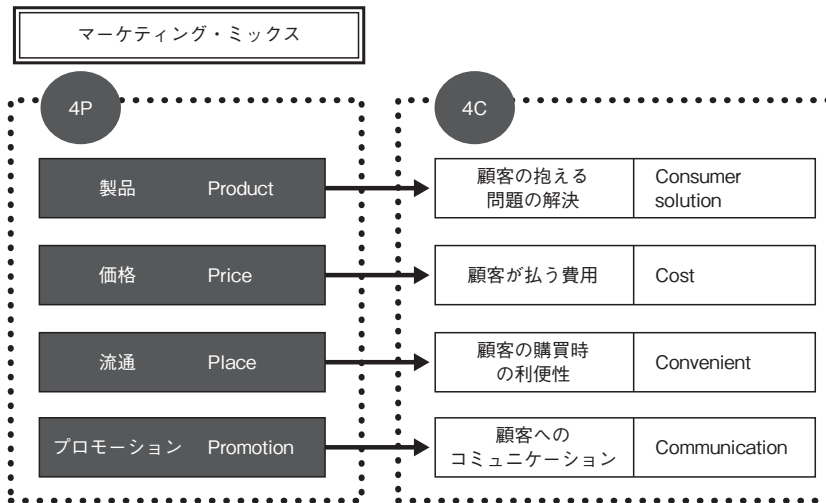 マーケティング・ミックス
4P
4C
製品 Product
顧客の抱える
問題の解決
Consumer
solution
価格 Price
顧客が払う費用
Cost
流通 Place
顧客の購買時
の利便性
Convenient
プロモーション Promotion
顧客への
コミュニケーション
Communication